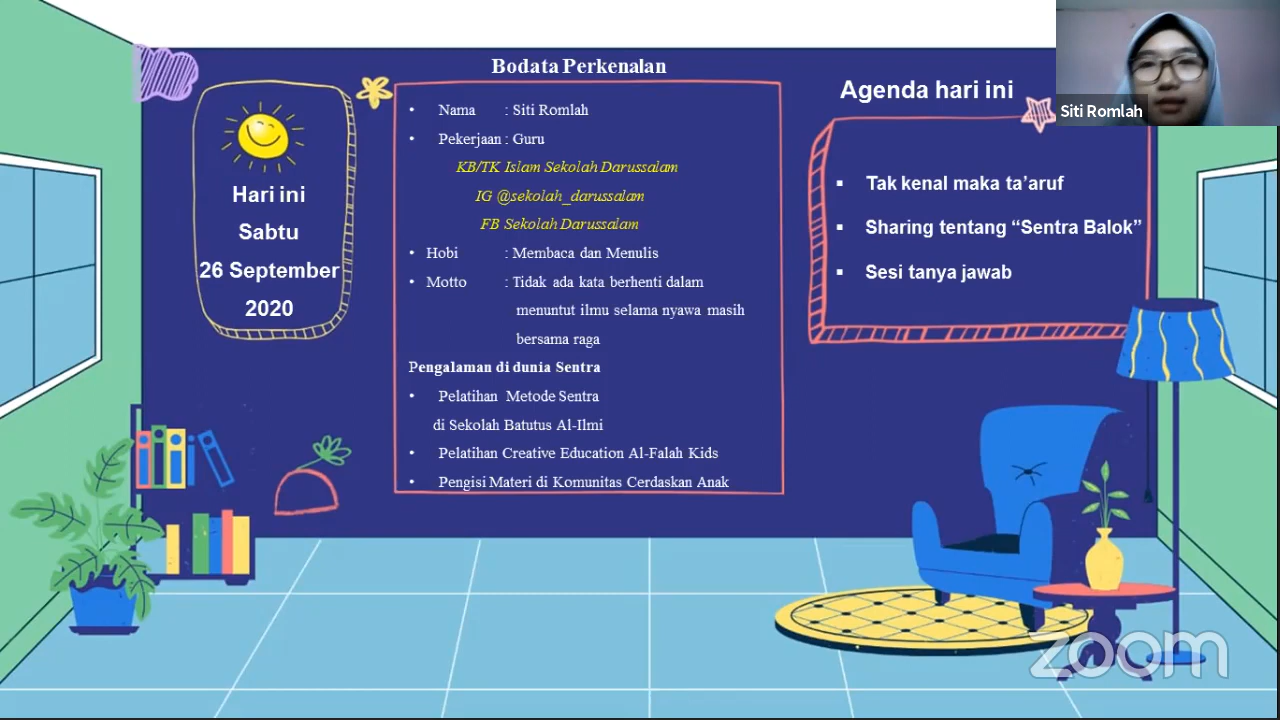 Bodata Perkenalan
Hari ini
Sabtu
26 September
2020
• Nama : Siti Romlah
• Pekerjaan : Guru
KB/TK Islam Sekolah Darussalam
IG @sekolah_darussalam
FB Sekolah Darussalam
• Hobi : Membaca dan Menulis
• Motto : Tidak ada kata berhenti dalam
menuntut ilmu selama nyawa masih
bersama raga
Pengalaman di dunia Sentra
• Pelatihan Metode Sentra
di Sekolah Batutus Al-Ilmi
• Pelatihan Creative Education Al-Falah Kids
• Pengisi Materi di Komunitas Cerdaskan Anak
Agenda hari ini
▪ Tak kenal maka ta’aruf
▪ Sharing tentang “Sentra Balok”
▪ Sesi tanya jawab
Siti Romlah
zoom